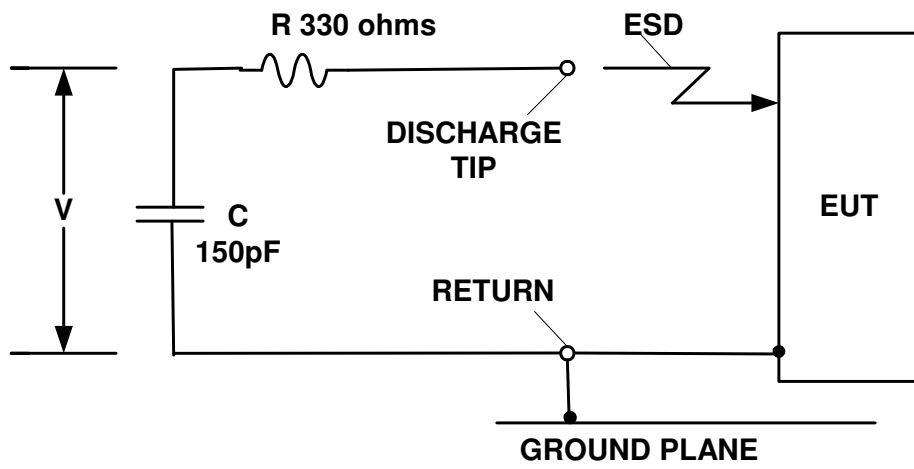 R 330 ohms
ESD
DISCHARGE
TIP
V
C
150pF
EUT
RETURN
GROUND PLANE